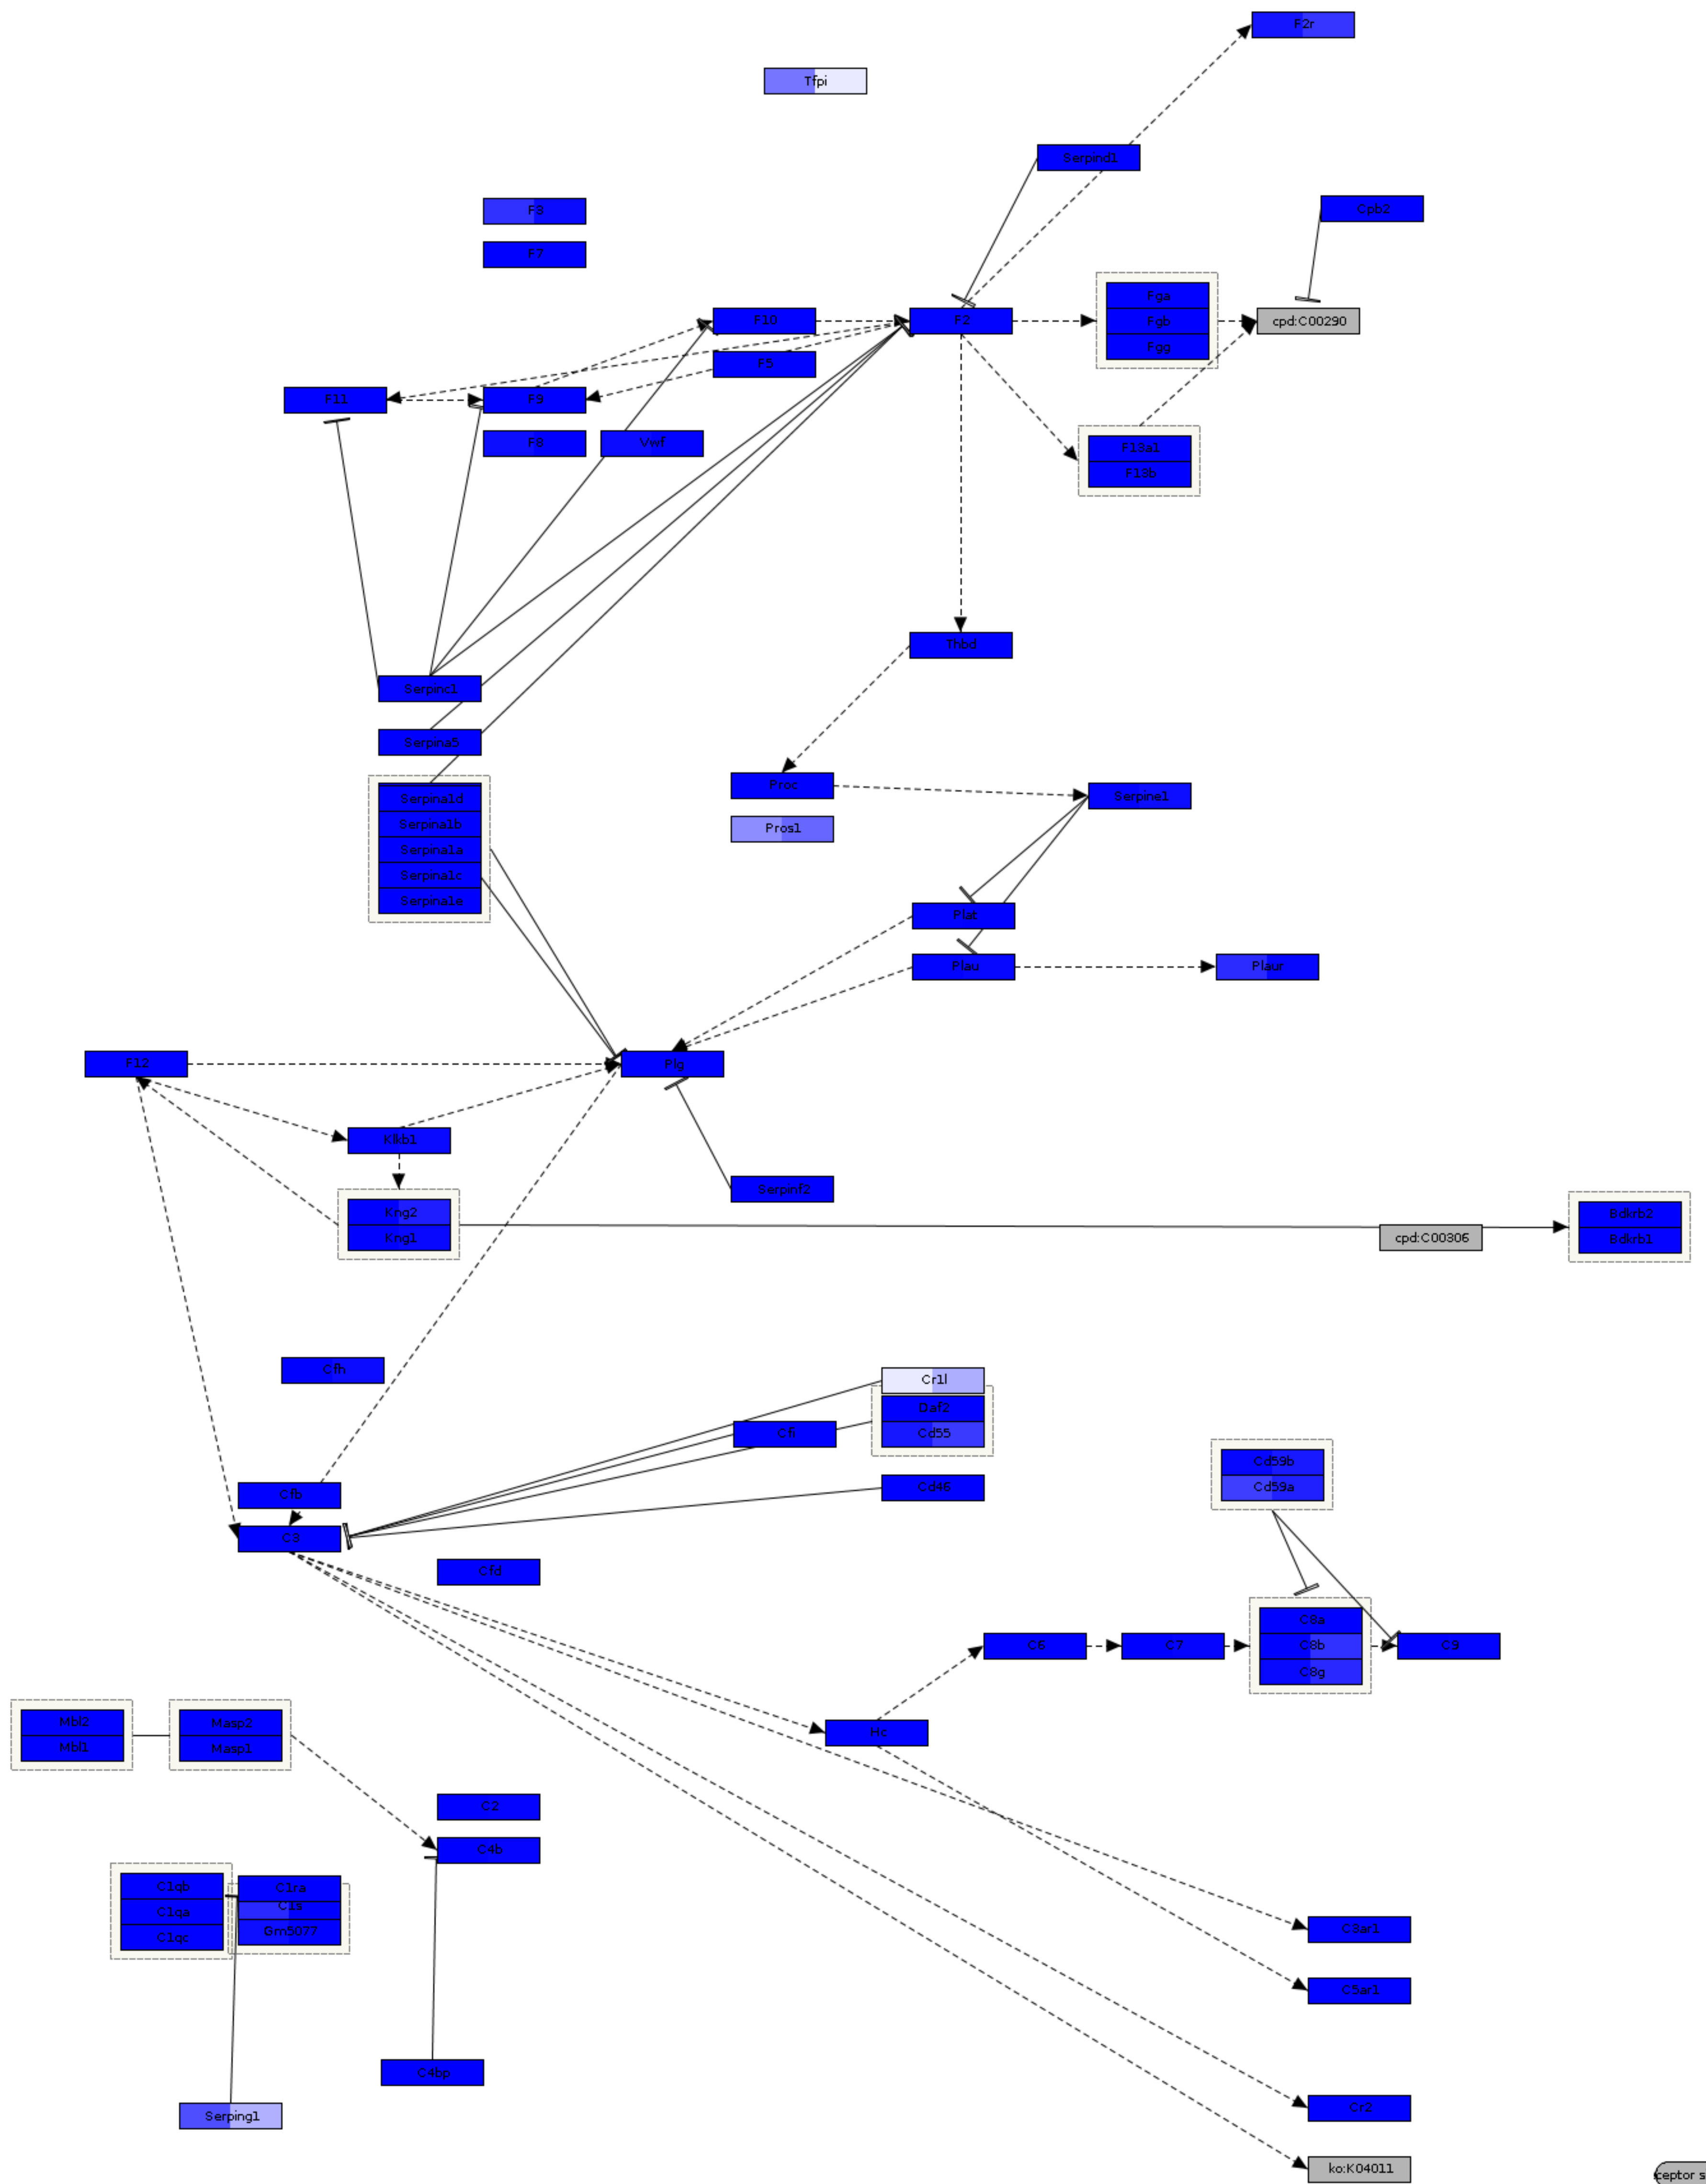 F2r
Tfpi
Serpind1
Cpb2
F3
F7
Fga
F10
F2
Fgb
cpd:C00290
Fgg
F5
F11
F9
F8
Vwf
F13a1
F13b
Thbd
Serpinc1
Serpina5
Proc
Serpine1
Serpina1d
Serpina1b
Pros1
Serpina1a
Serpina1c
Serpina1e
Plat
Plau
Plaur
F12
Plg
Klkb1
Serpinf2
Kng2
Kng1
Bdkrb2
cpd:C00306
Bdkrb1
Cfh
Cr1l
Daf2
Cfi
Cd55
Cd59b
Cd59a
Cd46
Cfb
C3
Cfd
C8a
C6
C7
C8b
C9
C8g
Mbl2
Masp2
Hc
Mbl1
Masp1
C2
C4b
C1qb
C1ra
C1s
C1qa
Gm5077
C1qc
C3ar1
C5ar1
C4bp
Cr2
Serping1
ko:K04011
ceptor s